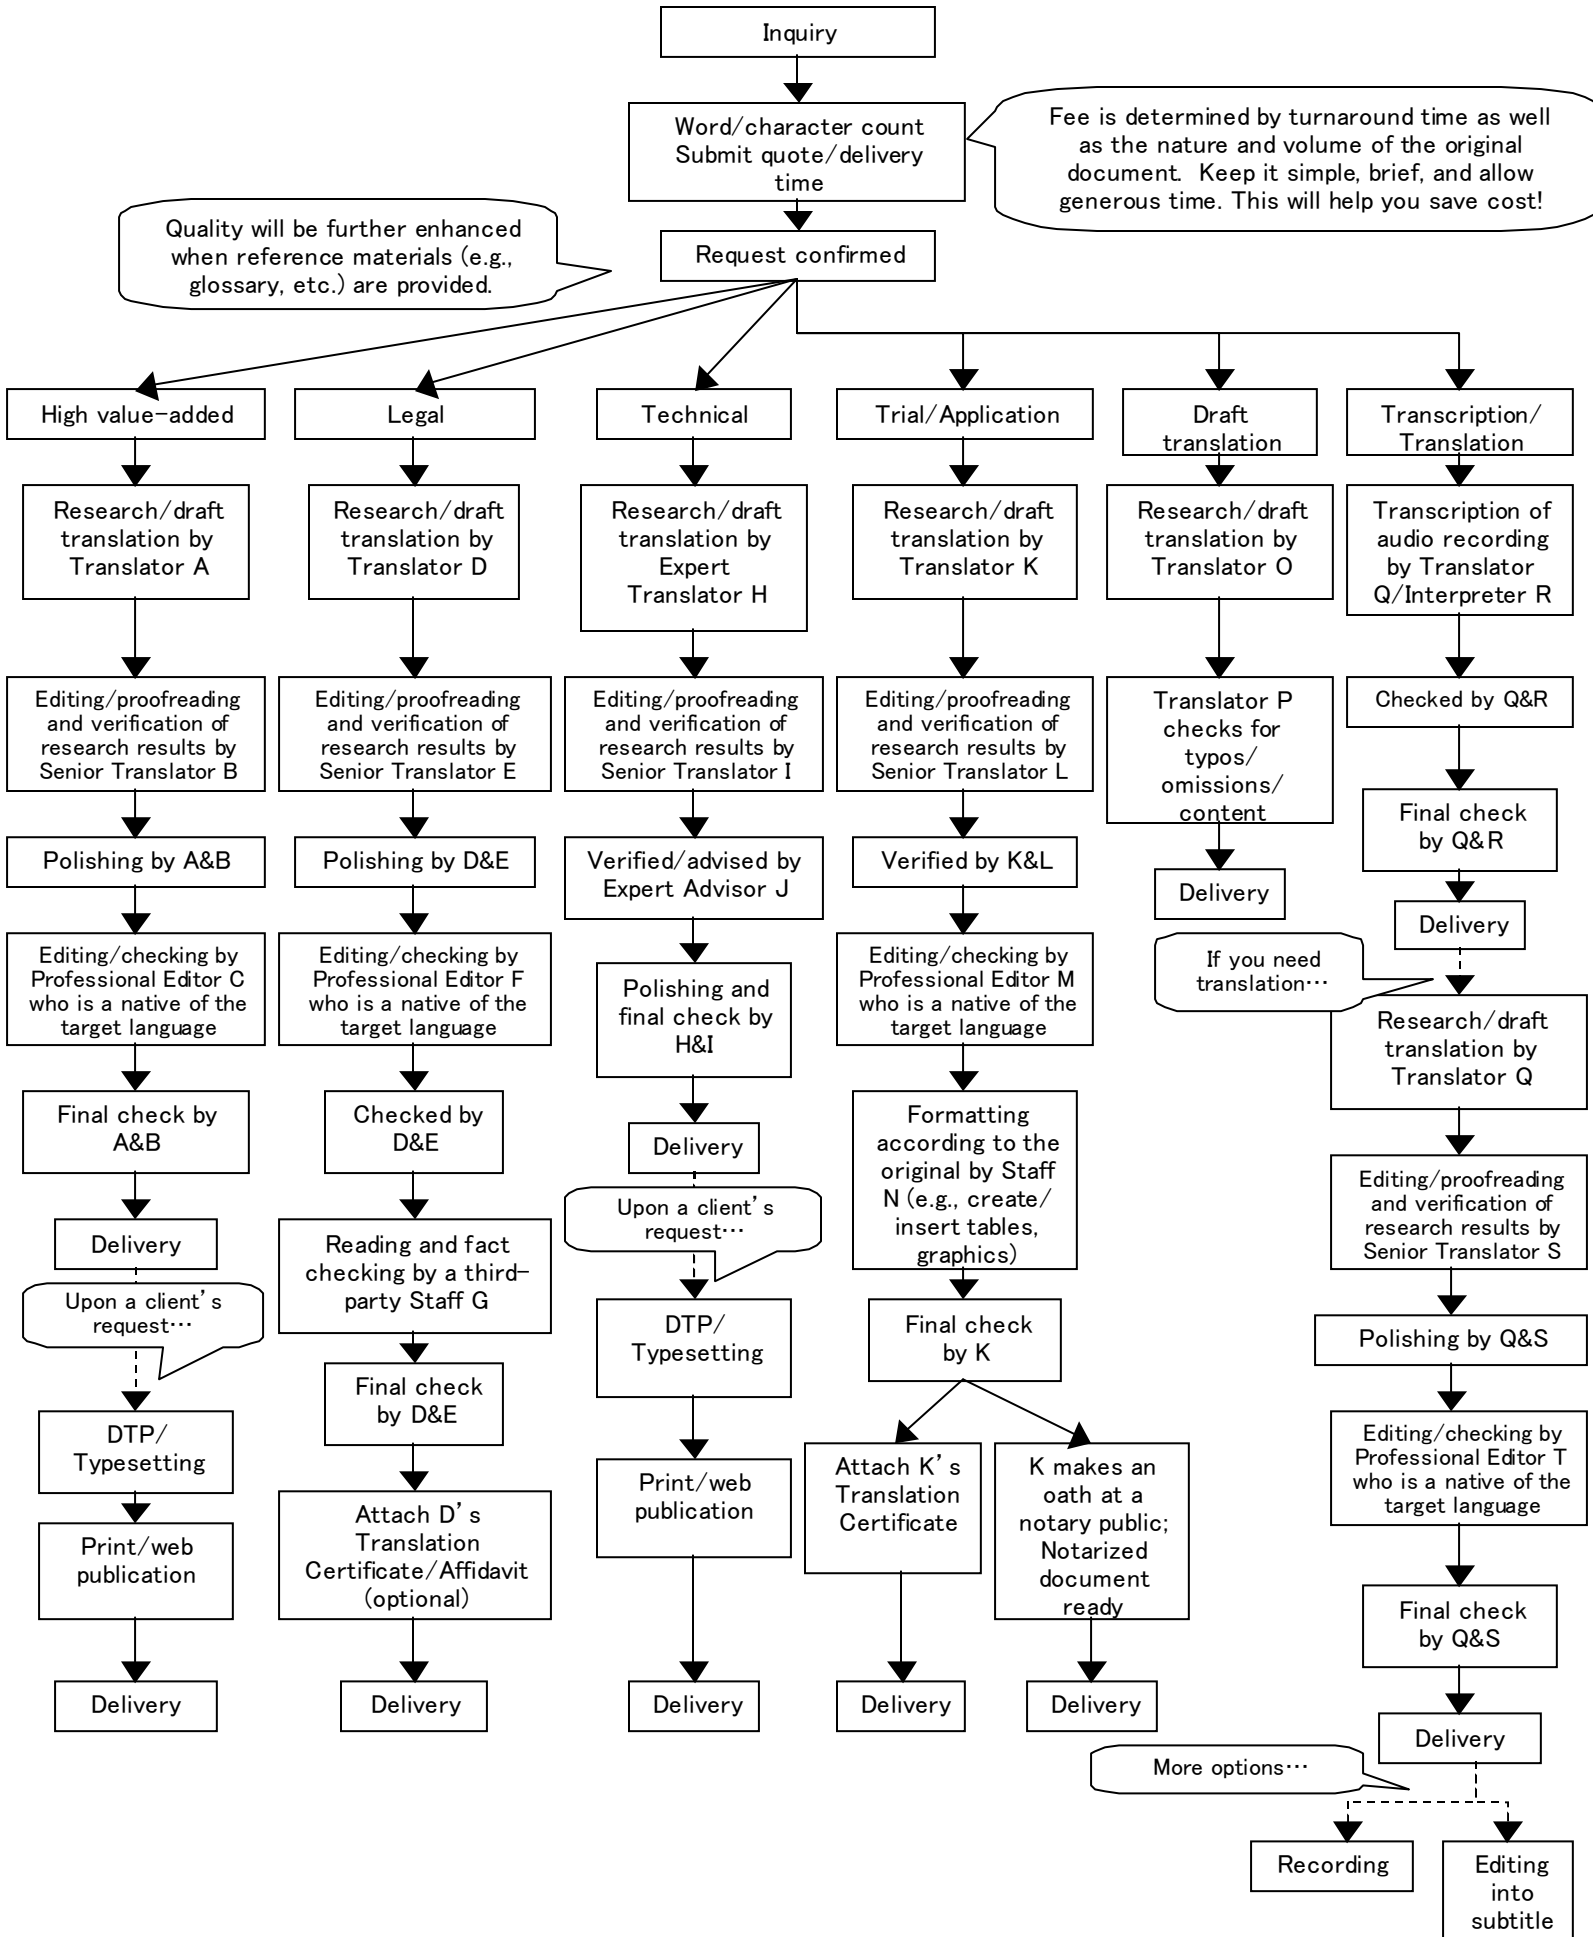 Inquiry
Word/character count
Submit quote/delivery
time
Fee is determined by turnaround time as well
as the nature and volume of the original
document.  Keep it simple, brief, and allow
generous time. This will help you save cost!
Quality will be further enhanced
when reference materials (e.g.,
glossary, etc.) are provided.
Request confirmed
High value-added
Research/draft
translation by
Translator A
Editing/proofreading
and verification of
research results by
Senior Translator B
Polishing by A&B
Editing/checking by
Professional Editor C
who is a native of the
target language
Final check by
A&B
Delivery
Upon a client's
request…
DTP/
Typesetting
Print/web
publication
Delivery
Legal
Research/draft
translation by
Translator D
Editing/proofreading
and verification of
research results by
Senior Translator E
Polishing by D&E
Editing/checking by
Professional Editor F
who is a native of the
target language
Checked by
D&E
Reading and fact
checking by a third-
party Staff G
Final check
by D&E
Attach D's
Translation
Certificate/Affidavit
(optional)
Delivery
Technical
Research/draft
translation by
Expert
Translator H
Editing/proofreading
and verification of
research results by
Senior Translator I
Verified/advised by
Expert Advisor J
Polishing and
final check by
H&I
Delivery
Upon a client's
request…
DTP/
Typesetting
Print/web
publication
Delivery
Trial/Application
Research/draft
translation by
Translator K
Editing/proofreading
and verification of
research results by
Senior Translator L
Verified by K&L
Editing/checking by
Professional Editor M
who is a native of the
target language
Formatting
according to the
original by Staff
N (e.g., create/
insert tables,
graphics)
Final check
by K
Attach K's
Translation
Certificate
Delivery
K makes an
oath at a
notary public;
Notarized
document
ready
Delivery
Draft
translation
Research/draft
translation by
Translator O
Translator P
checks for
typos/
omissions/
content
Delivery
Transcription/
Translation
Transcription of
audio recording
by Translator
Q/Interpreter R
Checked by Q&R
Final check
by Q&R
Delivery
If you need
translation…
Research/draft
translation by
Translator Q
Editing/proofreading
and verification of
research results by
Senior Translator S
Polishing by Q&S
Editing/checking by
Professional Editor T
who is a native of the
target language
Final check
by Q&S
Delivery
More options…
Recording
Editing
into
subtitle